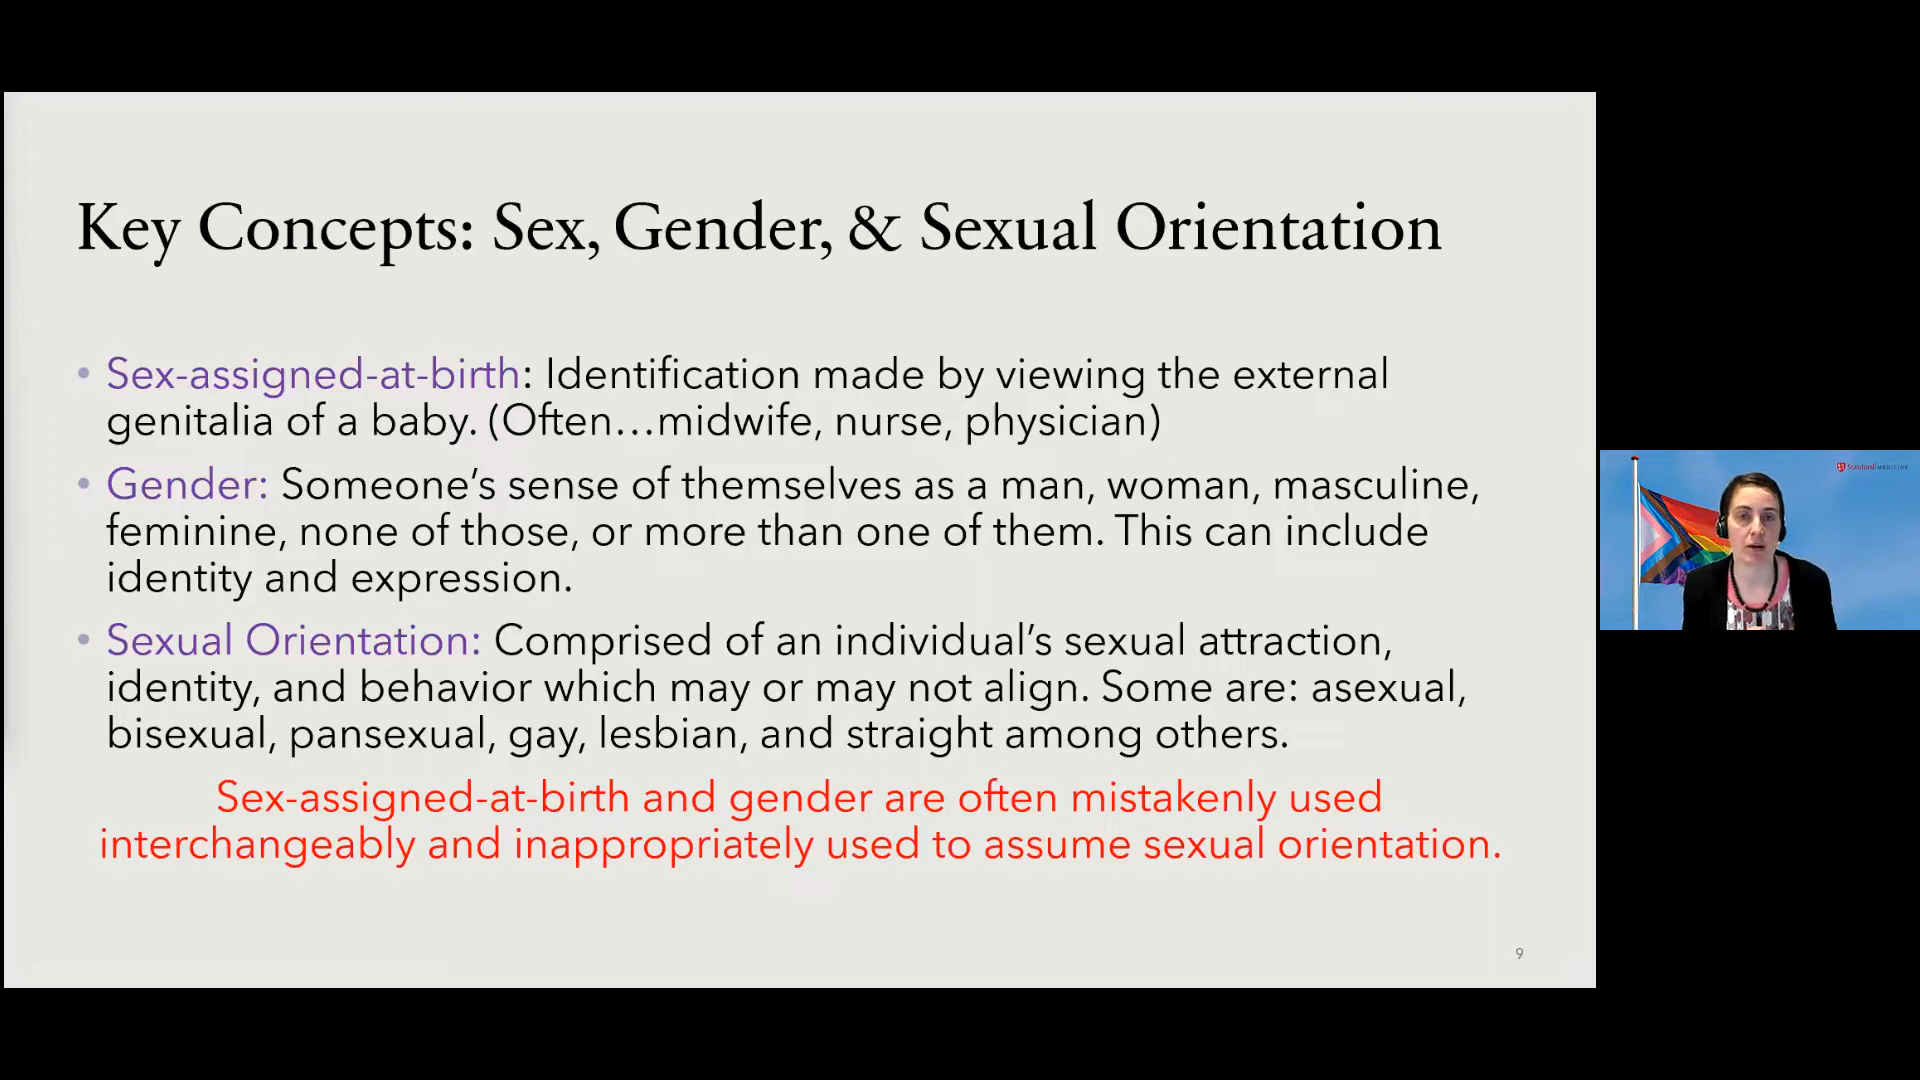 Key Concepts: Sex, Gender, & Sexual Orientation
• Sex-assigned-at-birth: Identification made by viewing the external
genitalia of a baby. (Often…midwife, nurse, physician)
• Gender: Someone’s sense of themselves as a man, woman, masculine,
feminine, none of those, or more than one of them. This can include
identity and expression.
• Sexual Orientation: Comprised of an individual’s sexual attraction,
identity, and behavior which may or may not align. Some are: asexual,
bisexual, pansexual, gay, lesbian, and straight among others.
Sex-assigned-at-birth and gender are often mistakenly used
interchangeably and inappropriately used to assume sexual orientation.
9
Stanford MEDICINE